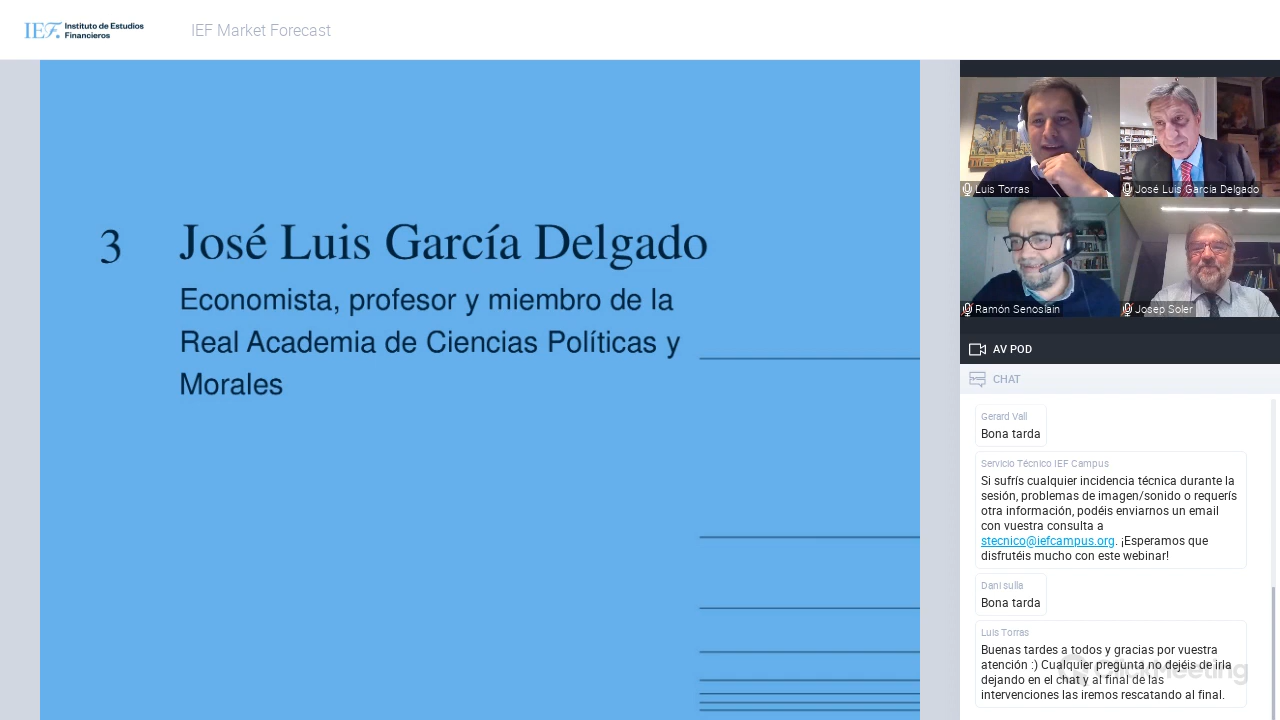 IEF. Instituto de Estudios
Financieros
IEF Market Forecast
3 José Luis García Delgado
Economista, profesor y miembro de la
Real Academia de Ciencias Políticas y
Morales
Luis Torras
José Luis García Delgado
Ramón Senoslain
Josep Soler
AV POD
CHAT
Gerard Vall
Bona tarda
Servicio Técnico IEF Campus
Si sufrís cualquier incidencia técnica durante la
sesión, problemas de imagen/sonido o requerís
otra información, podéis enviarnos un email
con vuestra consulta a
stecnico@iefcampus.org. ¡Esperamos que
disfrutéis mucho con este webinar!
Dani sulla
Bona tarda
Luis Torras
Buenas tardes a todos y gracias por vuestra
atención :) Cualquier pregunta no dejéis de irla
dejando en el chat y al final de las
intervenciones las iremos rescatando al final.
ClickMeeting